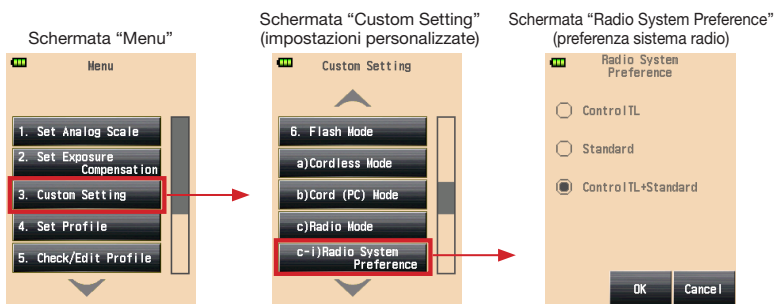 Schermata “Menu”
Menu
1. Set Analog Scale
2. Set Exposure
Compensation
3. Custom Setting
4. Set Profile
5. Check/Edit Profile
Schermata “Custom Setting”
(impostazioni personalizzate)
Custom Setting
6. Flash Mode
a)Cordless Mode
b)Cord (PC) Mode
c)Radio Mode
c-i)Radio System
Preference
Schermata “Radio System Preference”
(preferenza sistema radio)
Radio System
Preference
ControlTL
Standard
ControlTL+Standard
OK
Cancel